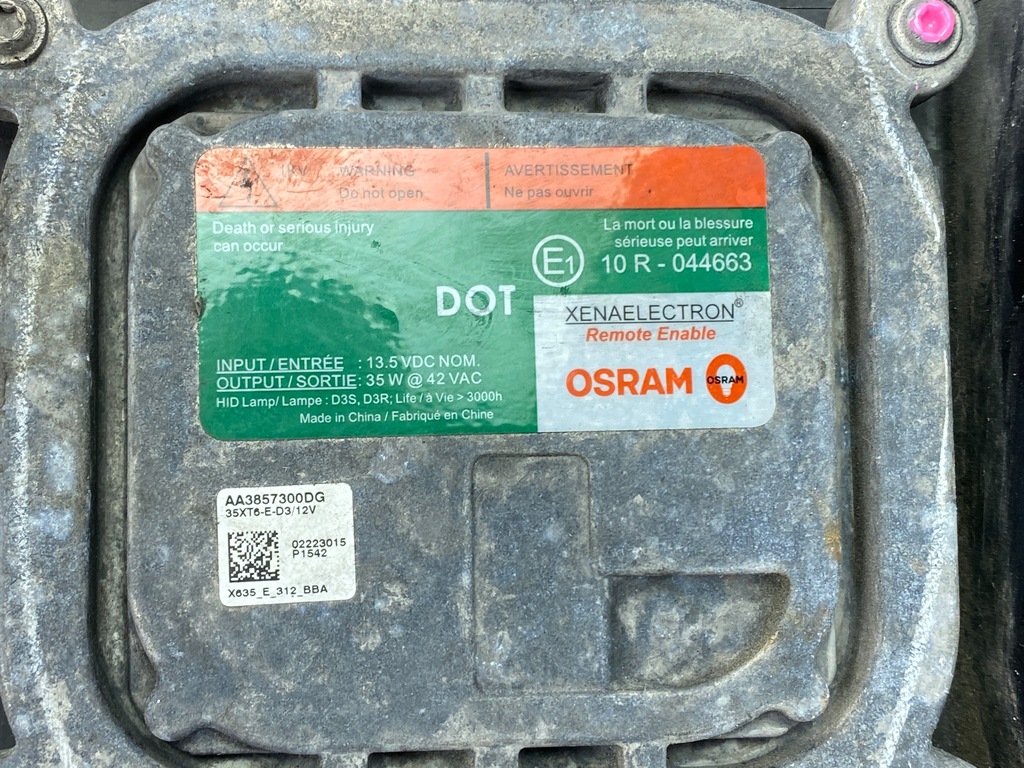 1KV WARNING
Do not open
AVERTISSEMENT
Ne pas ouvrir
Death or serious injury
can occur
La mort ou la blessure
sérieuse peut arriver
E1 10 R - 044663
DOT
XENAELECTRON®
Remote Enable
INPUT / ENTRÉE : 13.5 VDC NOM.
OUTPUT / SORTIE : 35 W @ 42 VAC
HID Lamp/ Lampe : D3S, D3R; Life / à Vie > 3000h
Made in China / Fabriqué en Chine
OSRAM OSRAM
AA3857300DG
35XT6-E-D3/12V
02223015
P1542
X635_E_312_BBA